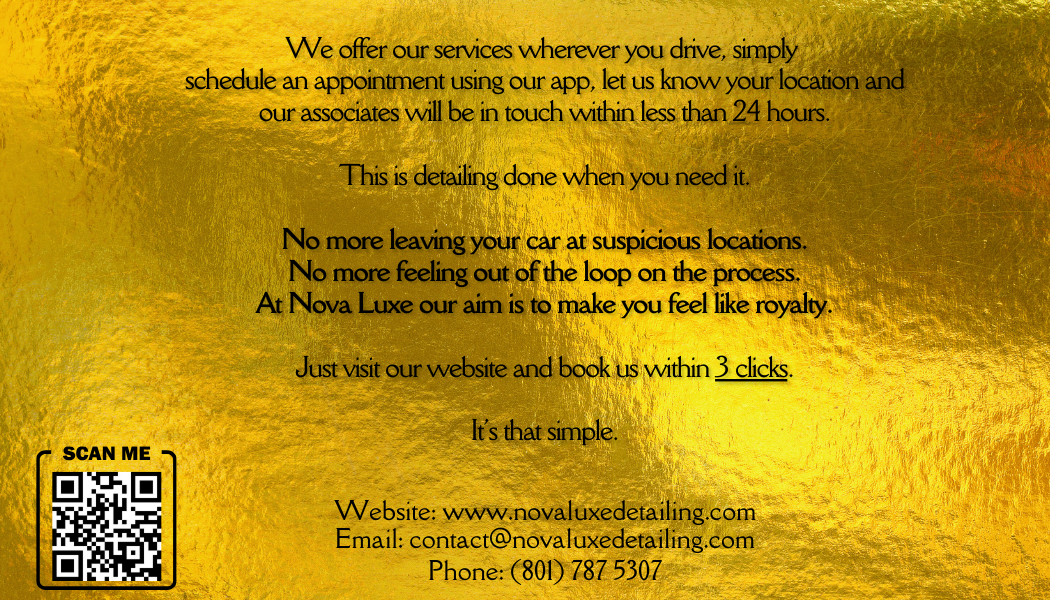 We offer our services wherever you drive, simply
schedule an appointment using our app, let us know your location and
our associates will be in touch within less than 24 hours.
This is detailing done when you need it.
No more leaving your car at suspicious locations.
No more feeling out of the loop on the process.
At Nova Luxe our aim is to make you feel like royalty.
Just visit our website and book us within 3 clicks.
It's that simple.
SCAN ME
Website: www.novaluxedetailing.com
Email: contact@novaluxedetailing.com
Phone: (801) 787 5307